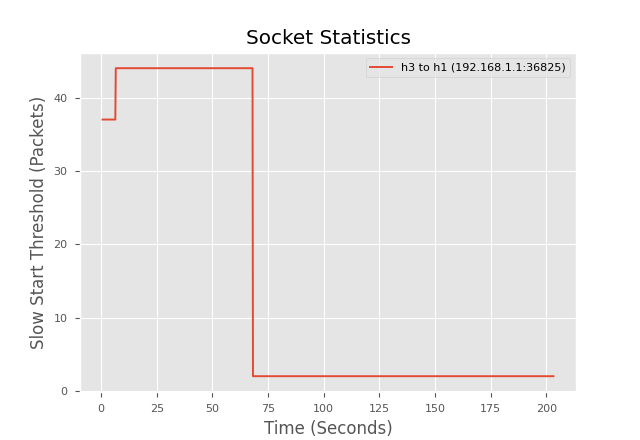 Socket Statistics
h3 to h1 (192.168.1.1:36825)
Slow Start Threshold (Packets)
40
30
20
10
0
0 25 50 75 100 125 150 175 200
Time (Seconds)